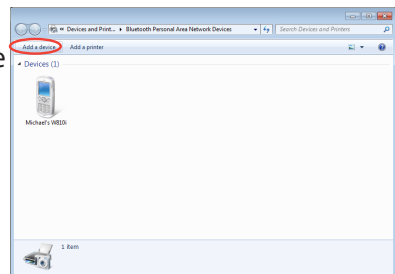 « Devices and Print... ▸ Bluetooth Personal Area Network Devices
Search Devices and Printers
Add a device Add a printer
e
Devices (1)
Michael's W810i
1 item